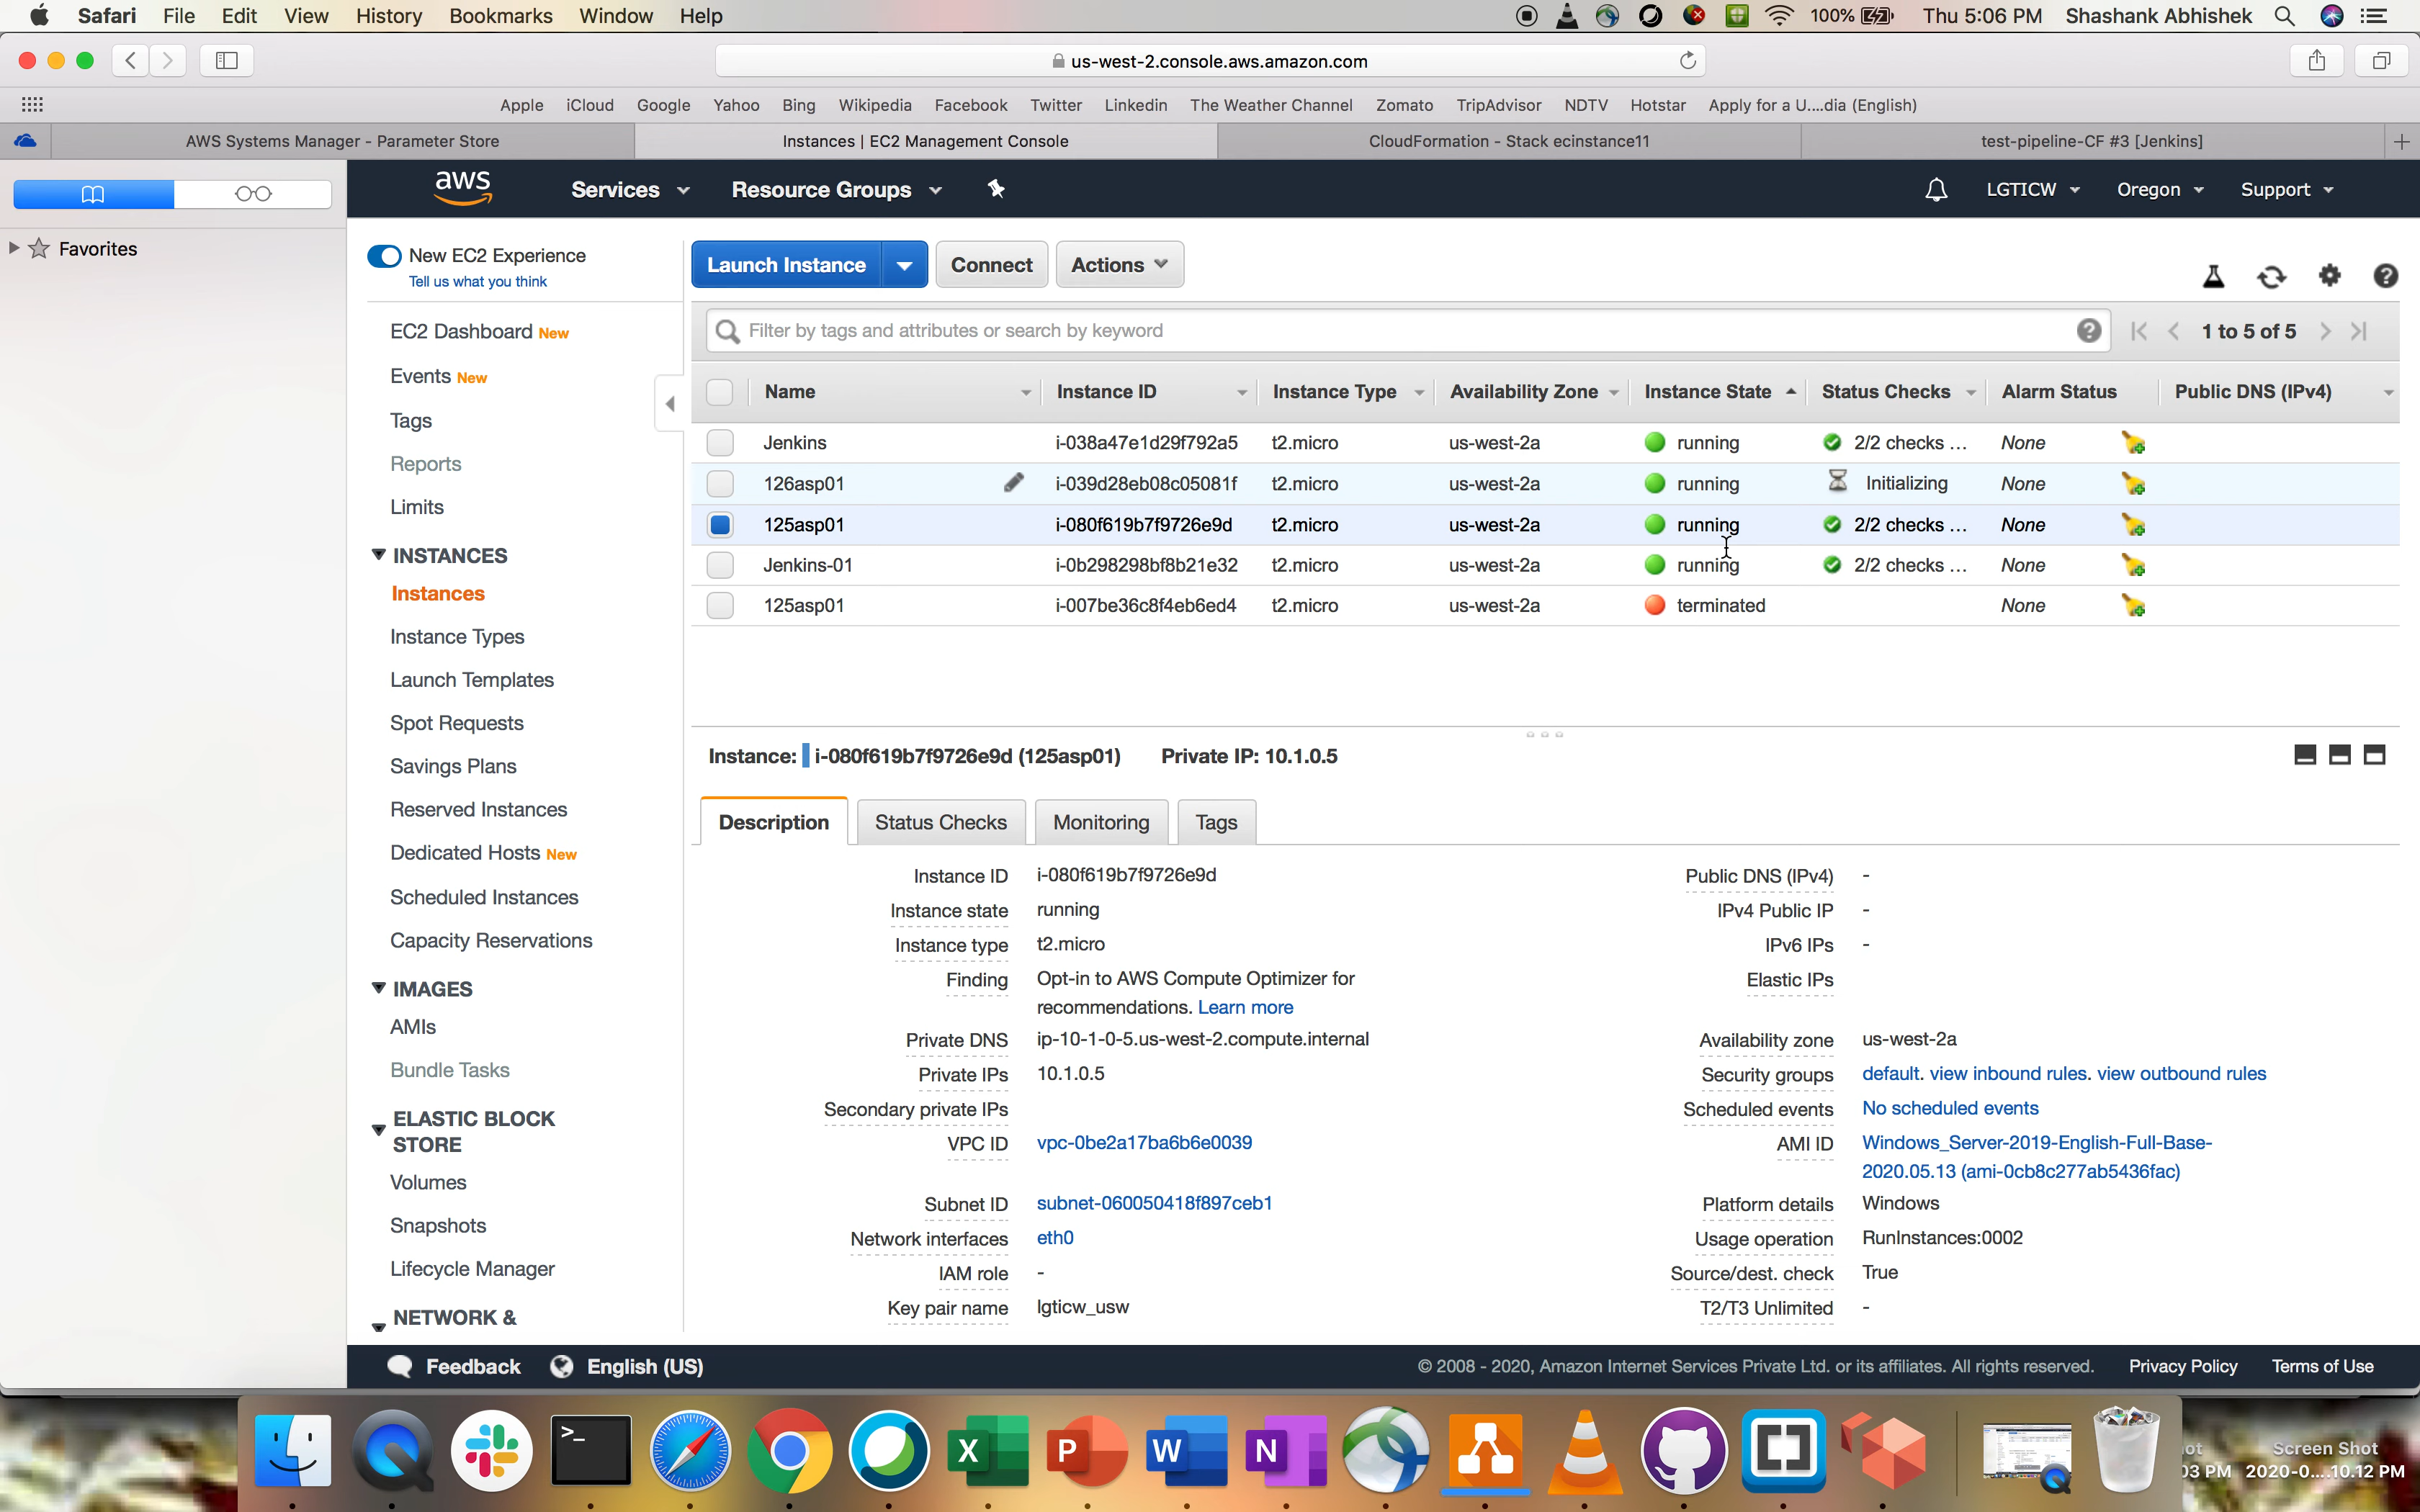 Safari File Edit View History Bookmarks Window Help 100% Thu 5:06 PM Shashank Abhishek
us-west-2.console.aws.amazon.com
Apple iCloud Google Yahoo Bing Wikipedia Facebook Twitter Linkedin The Weather Channel Zomato TripAdvisor NDTV Hotstar Apply for a U....dia (English)
AWS Systems Manager - Parameter Store
Instances | EC2 Management Console
CloudFormation - Stack ecinstance11
test-pipeline-CF #3 [Jenkins]
Favorites
aws Services Resource Groups LGTICW Oregon Support
New EC2 Experience
Tell us what you think
EC2 Dashboard New
Events New
Tags
Reports
Limits
INSTANCES
Instances
Instance Types
Launch Templates
Spot Requests
Savings Plans
Reserved Instances
Dedicated Hosts New
Scheduled Instances
Capacity Reservations
IMAGES
AMIs
Bundle Tasks
ELASTIC BLOCK
STORE
Volumes
Snapshots
Lifecycle Manager
NETWORK &
Launch Instance Connect Actions
Filter by tags and attributes or search by keyword
1 to 5 of 5
Name Instance ID Instance Type Availability Zone Instance State Status Checks Alarm Status Public DNS (IPv4)
Jenkins i-038a47e1d29f792a5 t2.micro us-west-2a running 2/2 checks ... None
126asp01 i-039d28eb08c05081f t2.micro us-west-2a running Initializing None
125asp01 i-080f619b7f9726e9d t2.micro us-west-2a running 2/2 checks ... None
Jenkins-01 i-0b298298bf8b21e32 t2.micro us-west-2a running 2/2 checks ... None
125asp01 i-007be36c8f4eb6ed4 t2.micro us-west-2a terminated None
Instance: i-080f619b7f9726e9d (125asp01) Private IP: 10.1.0.5
Description Status Checks Monitoring Tags
Instance ID i-080f619b7f9726e9d
Instance state running
Instance type t2.micro
Finding Opt-in to AWS Compute Optimizer for
recommendations. Learn more
Private DNS ip-10-1-0-5.us-west-2.compute.internal
Private IPs 10.1.0.5
Secondary private IPs
VPC ID vpc-0be2a17ba6b6e0039
Subnet ID subnet-060050418f897ceb1
Network interfaces eth0
IAM role -
Key pair name lgticw_usw
Public DNS (IPv4) -
IPv4 Public IP -
IPv6 IPs -
Elastic IPs
Availability zone us-west-2a
Security groups default. view inbound rules. view outbound rules
Scheduled events No scheduled events
AMI ID Windows_Server-2019-English-Full-Base-
2020.05.13 (ami-0cb8c277ab5436fac)
Platform details Windows
Usage operation RunInstances:0002
Source/dest. check True
T2/T3 Unlimited -
Feedback English (US) © 2008 - 2020, Amazon Internet Services Private Ltd. or its affiliates. All rights reserved. Privacy Policy Terms of Use
Screen Shot
03 PM 2020-0....10.12 PM